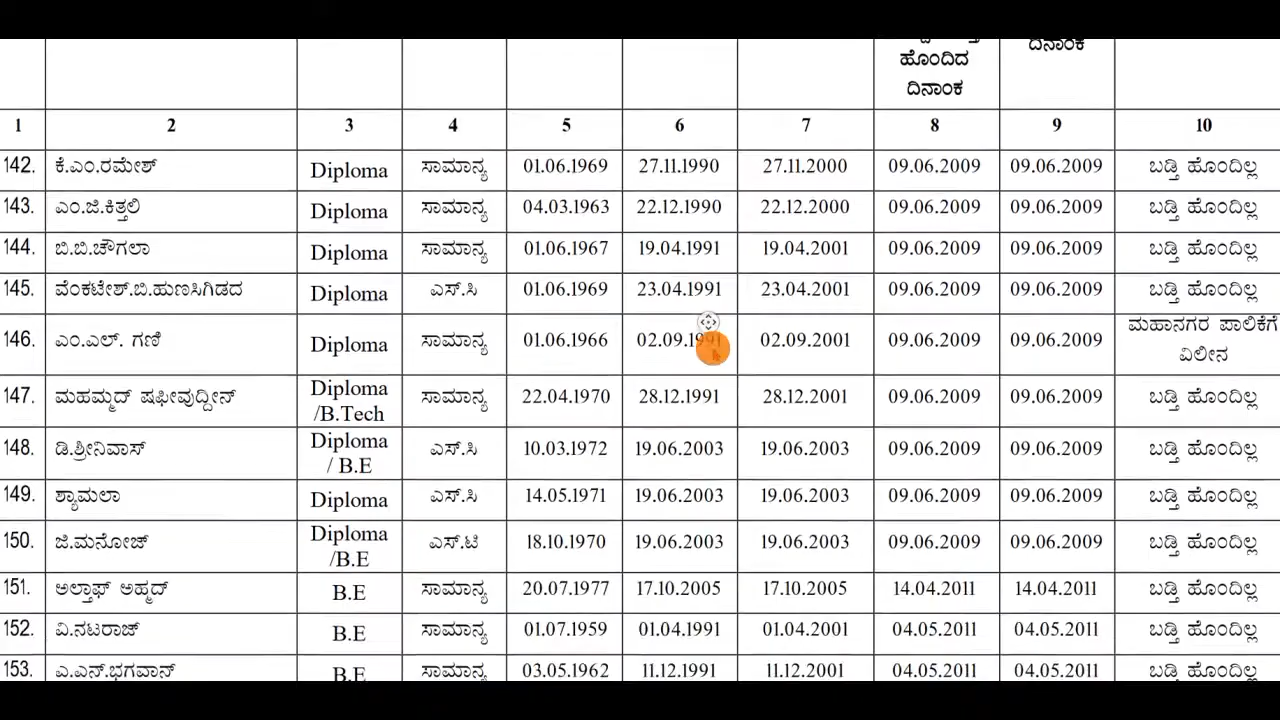 ಹೊಂದಿದ
ದಿನಾಂಕ
ದಿನಾಂಕ
1 2 3 4 5 6 7 8 9 10
142. ಕೆ.ಎಂ.ರಮೇಶ್ Diploma ಸಾಮಾನ್ಯ 01.06.1969 27.11.1990 27.11.2000 09.06.2009 09.06.2009 ಬಡ್ತಿ ಹೊಂದಿಲ್ಲ
143. ಎಂ.ಜಿ.ಕಿತ್ತಲಿ Diploma ಸಾಮಾನ್ಯ 04.03.1963 22.12.1990 22.12.2000 09.06.2009 09.06.2009 ಬಡ್ತಿ ಹೊಂದಿಲ್ಲ
144. ಬಿ.ಬಿ.ಚೌಗಲಾ Diploma ಸಾಮಾನ್ಯ 01.06.1967 19.04.1991 19.04.2001 09.06.2009 09.06.2009 ಬಡ್ತಿ ಹೊಂದಿಲ್ಲ
145. ವೆಂಕಟೇಶ್.ಬಿ.ಹುಣಸಿಗಿಡದ Diploma ಎಸ್.ಸಿ 01.06.1969 23.04.1991 23.04.2001 09.06.2009 09.06.2009 ಬಡ್ತಿ ಹೊಂದಿಲ್ಲ
146. ಎಂ.ಎಲ್. ಗಣಿ Diploma ಸಾಮಾನ್ಯ 01.06.1966 02.09.1991 02.09.2001 09.06.2009 09.06.2009 ಮಹಾನಗರ ಪಾಲಿಕೆಗೆ
ವಿಲೀನ
147. ಮಹಮ್ಮದ್ ಷಫೀವುದ್ದೀನ್ Diploma ಸಾಮಾನ್ಯ 22.04.1970 28.12.1991 28.12.2001 09.06.2009 09.06.2009 ಬಡ್ತಿ ಹೊಂದಿಲ್ಲ
/B.Tech
148. ಡಿ.ಶ್ರೀನಿವಾಸ್ Diploma ಎಸ್.ಸಿ 10.03.1972 19.06.2003 19.06.2003 09.06.2009 09.06.2009 ಬಡ್ತಿ ಹೊಂದಿಲ್ಲ
/ B.E
149. ಶ್ಯಾಮಲಾ Diploma ಎಸ್.ಸಿ 14.05.1971 19.06.2003 19.06.2003 09.06.2009 09.06.2009 ಬಡ್ತಿ ಹೊಂದಿಲ್ಲ
150. ಜಿ.ಮನೋಜ್ Diploma ಎಸ್.ಟಿ 18.10.1970 19.06.2003 19.06.2003 09.06.2009 09.06.2009 ಬಡ್ತಿ ಹೊಂದಿಲ್ಲ
/B.E
151. ಅಲ್ತಾಫ್ ಅಹ್ಮದ್ B.E ಸಾಮಾನ್ಯ 20.07.1977 17.10.2005 17.10.2005 14.04.2011 14.04.2011 ಬಡ್ತಿ ಹೊಂದಿಲ್ಲ
152. ವಿ.ನಟರಾಜ್ B.E ಸಾಮಾನ್ಯ 01.07.1959 01.04.1991 01.04.2001 04.05.2011 04.05.2011 ಬಡ್ತಿ ಹೊಂದಿಲ್ಲ
153. ಎ.ಎನ್.ಭಗವಾನ್ B.E ಸಾಮಾನ್ಯ 03.05.1962 11.12.1991 11.12.2001 04.05.2011 04.05.2011 ಬಡ್ತಿ ಹೊಂದಿಲ್ಲ